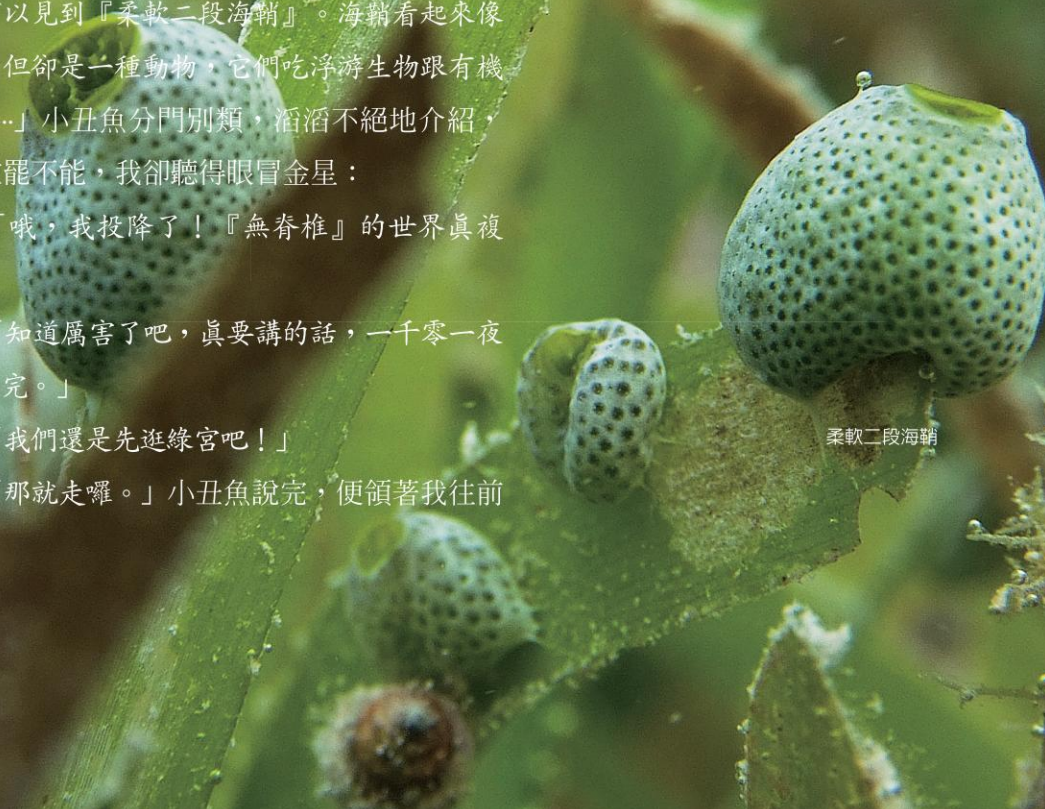 以見到『柔軟二段海鞘』。海鞘看起來像
但卻是一種動物，它們吃浮游生物跟有機
⋯」小丑魚分門別類，滔滔不絕地介紹，
罷不能，我卻聽得眼冒金星：
「哦，我投降了！『無脊椎』的世界真複
「知道厲害了吧，真要講的話，一千零一夜
完。」
我們還是先逛綠宮吧！」
「那就走囉。」小丑魚說完，便領著我往前
柔軟二段海鞘